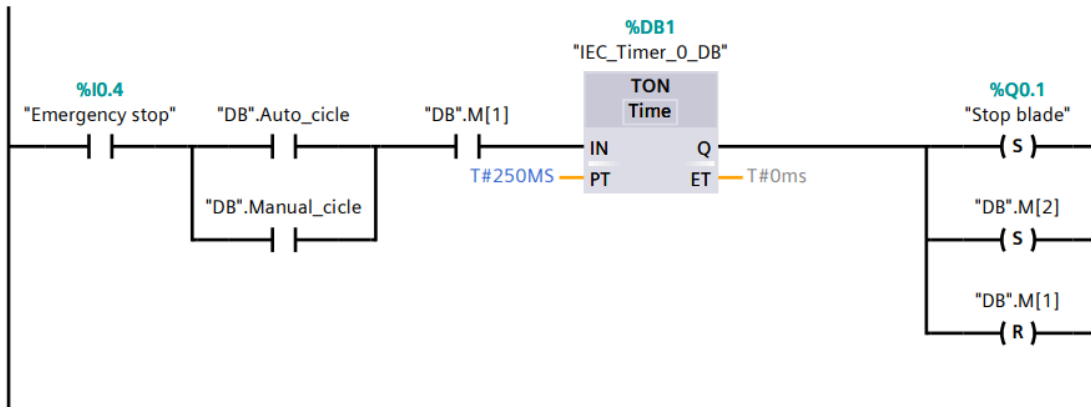 %DB1
"IEC_Timer_0_DB"
%I0.4
"Emergency stop"
"DB".Auto_cicle
"DB".M[1]
TON
Time
%Q0.1
"Stop blade"
IN
Q
( S )
T#250MS
PT
ET
T#0ms
"DB".Manual_cicle
"DB".M[2]
( S )
"DB".M[1]
( R )